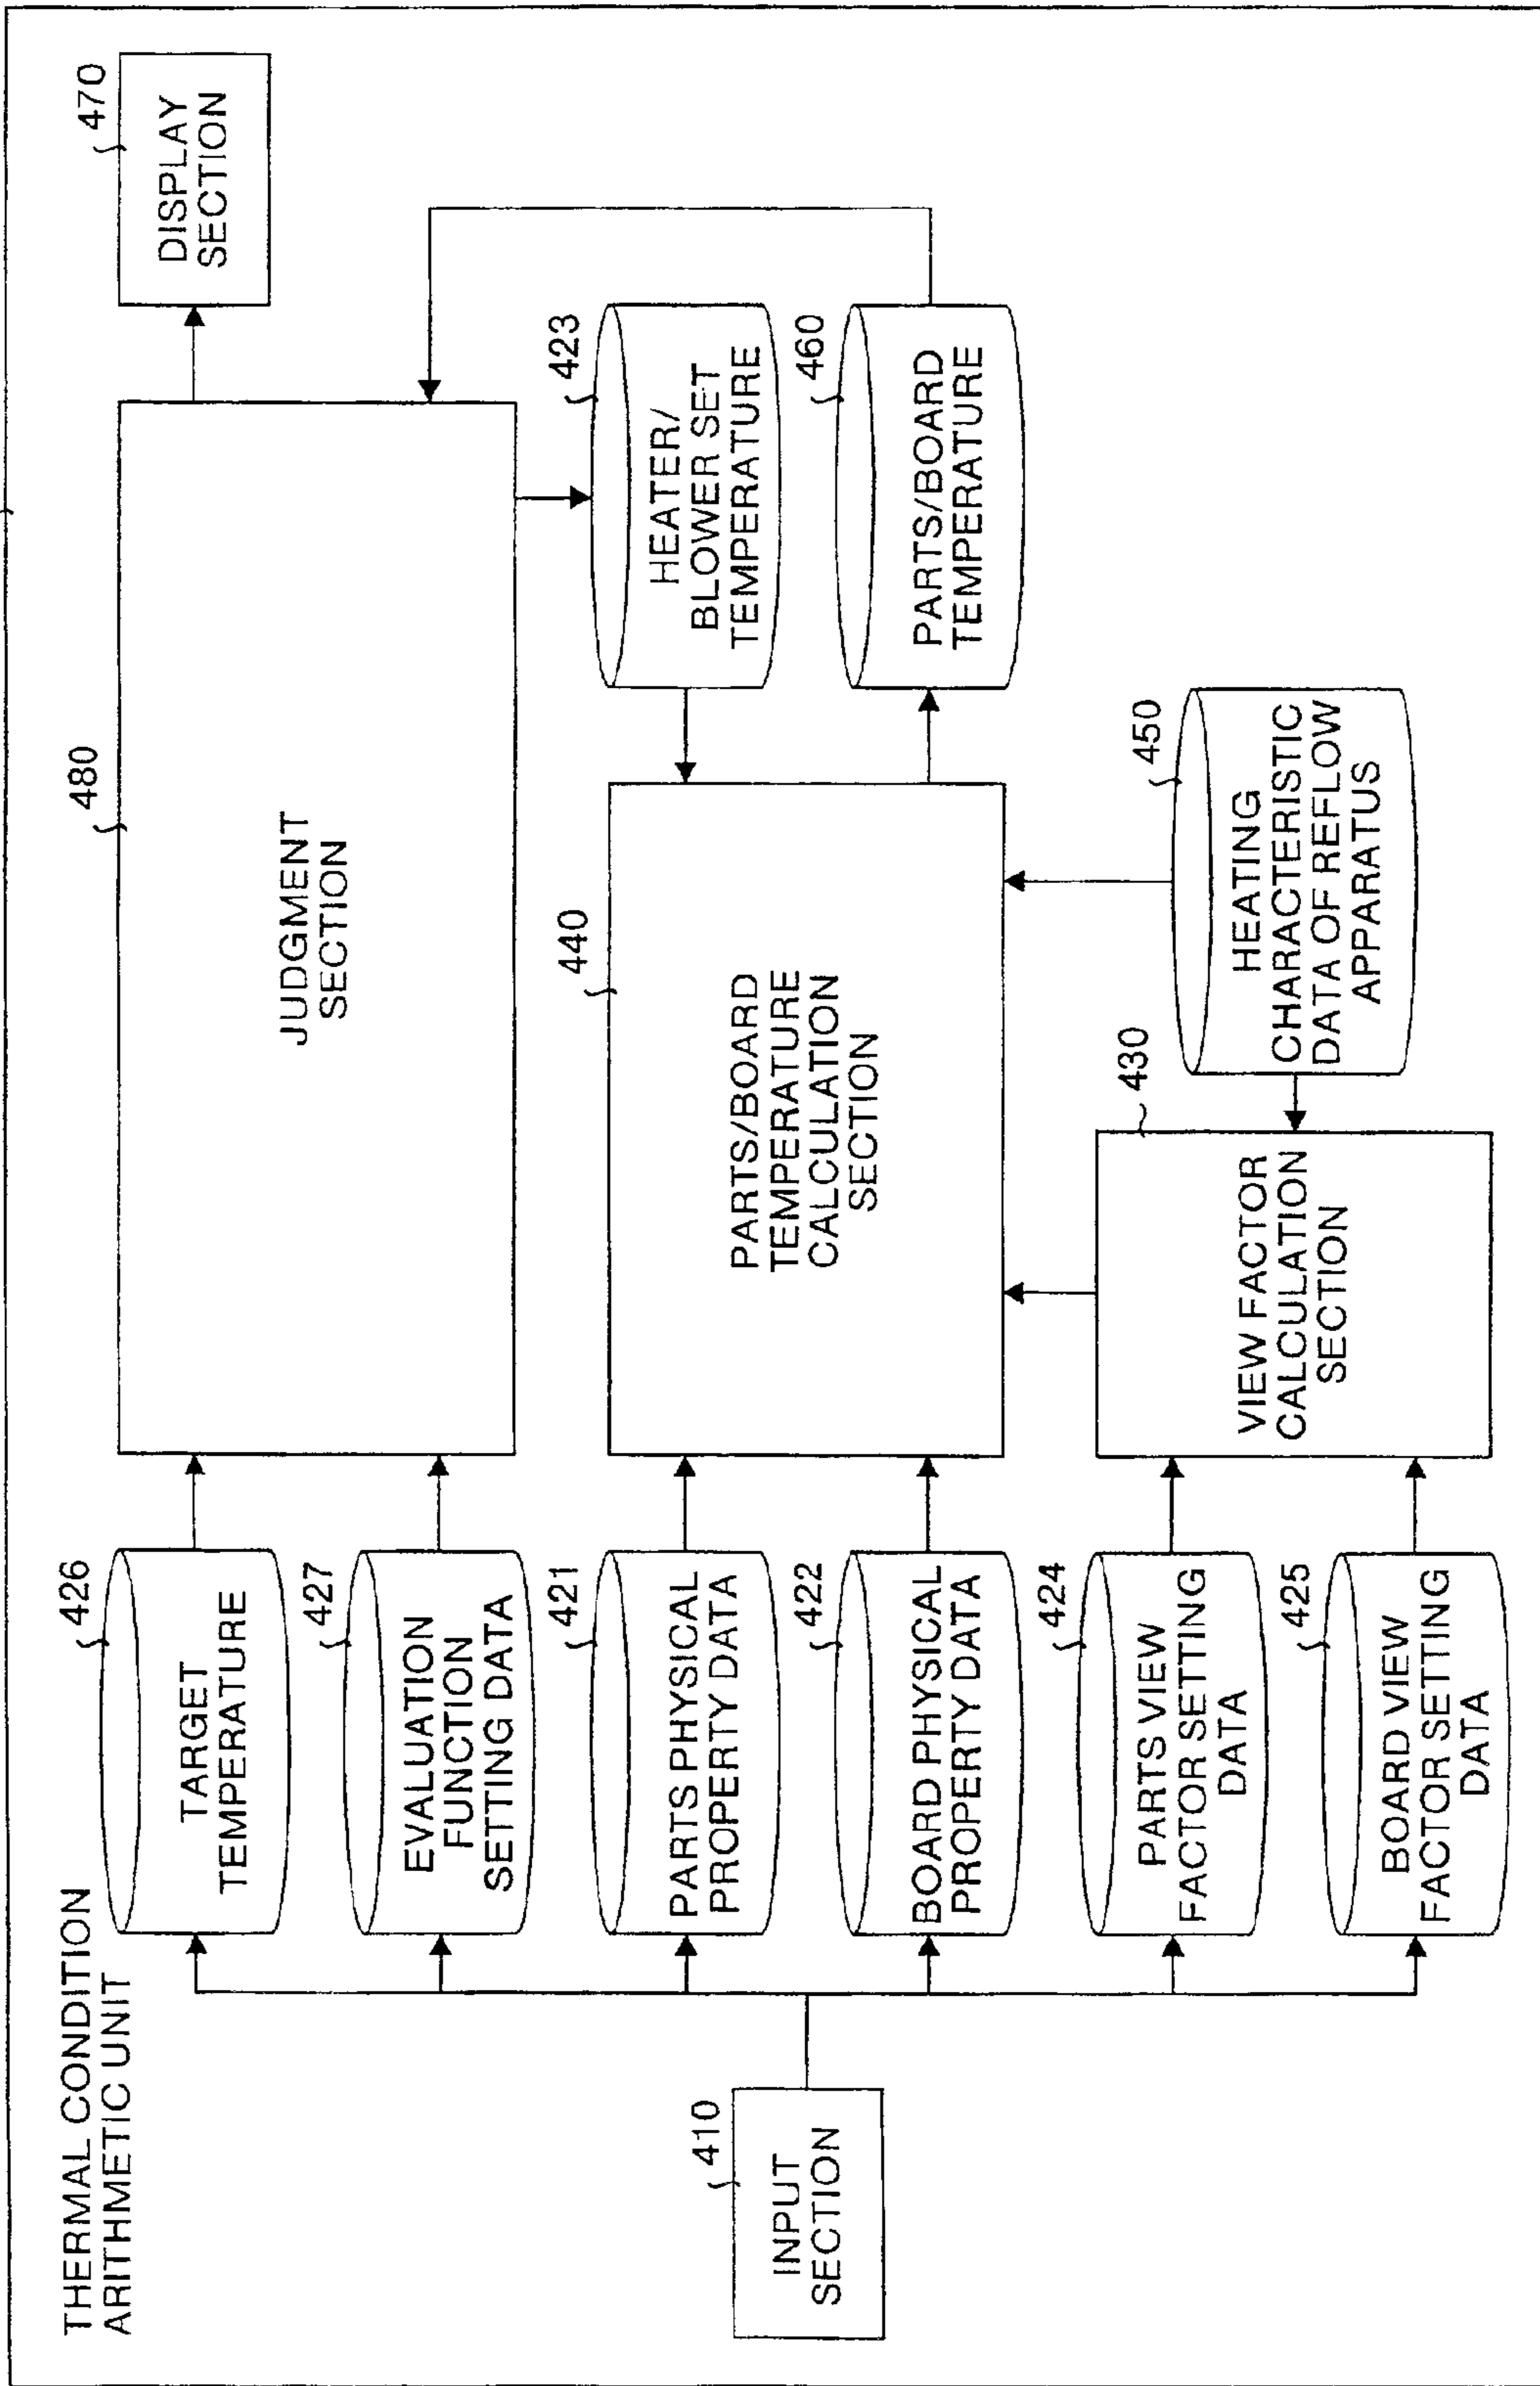 THERMAL CONDITION
ARITHMETIC UNIT
410
INPUT
SECTION
426
TARGET
TEMPERATURE
427
EVALUATION
FUNCTION
SETTING DATA
421
PARTS PHYSICAL
PROPERTY DATA
422
BOARD PHYSICAL
PROPERTY DATA
424
PARTS VIEW
FACTOR SETTING
DATA
425
BOARD VIEW
FACTOR SETTING
DATA
480
JUDGMENT
SECTION
440
PARTS/BOARD
TEMPERATURE
CALCULATION
SECTION
430
VIEW FACTOR
CALCULATION
SECTION
450
HEATING
CHARACTERISTIC
DATA OF REFLOW
APPARATUS
423
HEATER/
BLOWER SET
TEMPERATURE
460
PARTS/BOARD
TEMPERATURE
470
DISPLAY
SECTION